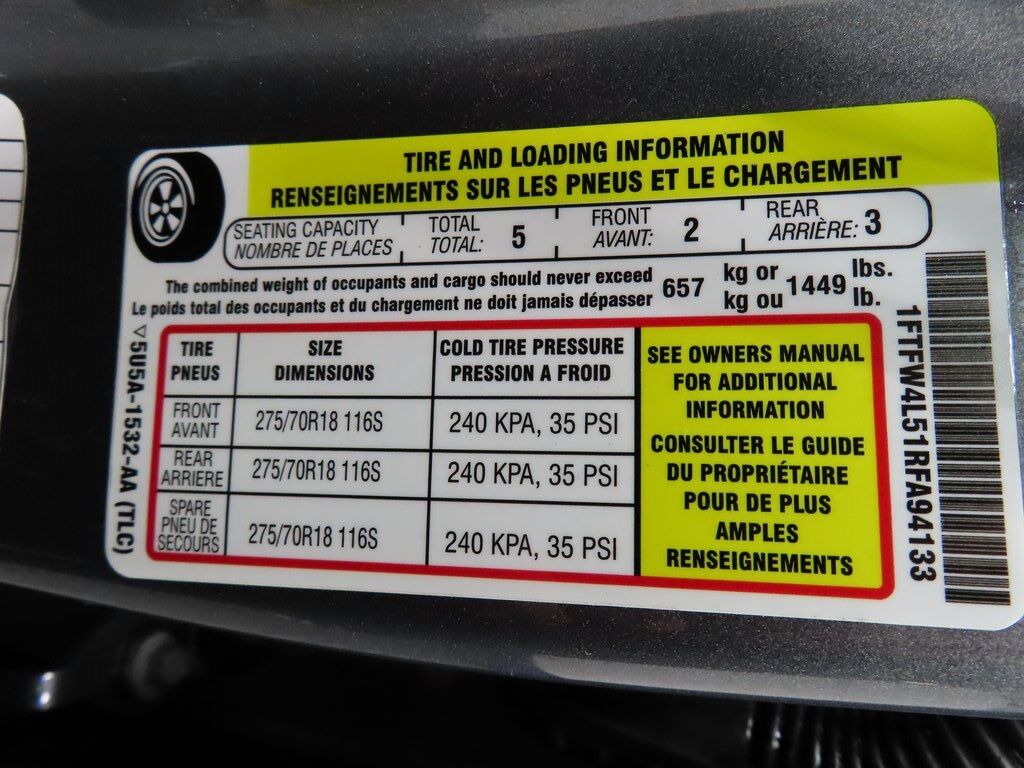 TIRE AND LOADING INFORMATION
RENSEIGNEMENTS SUR LES PNEUS ET LE CHARGEMENT
SEATING CAPACITY
NOMBRE DE PLACES
TOTAL
TOTAL: 5
FRONT
AVANT: 2
REAR
ARRIÈRE: 3
The combined weight of occupants and cargo should never exceed 657 kg or 1449 lbs.
Le poids total des occupants et du chargement ne doit jamais dépasser kg ou lb.
TIRE
PNEUS
SIZE
DIMENSIONS
COLD TIRE PRESSURE
PRESSION A FROID
FRONT
AVANT
275/70R18 116S
240 KPA, 35 PSI
REAR
ARRIERE
275/70R18 116S
240 KPA, 35 PSI
SPARE
PNEU DE
SECOURS
275/70R18 116S
240 KPA, 35 PSI
SEE OWNERS MANUAL
FOR ADDITIONAL
INFORMATION
CONSULTER LE GUIDE
DU PROPRIÉTAIRE
POUR DE PLUS
AMPLES
RENSEIGNEMENTS
5U5A-1532-AA (TLC)
1FTFW4L51RFA94133